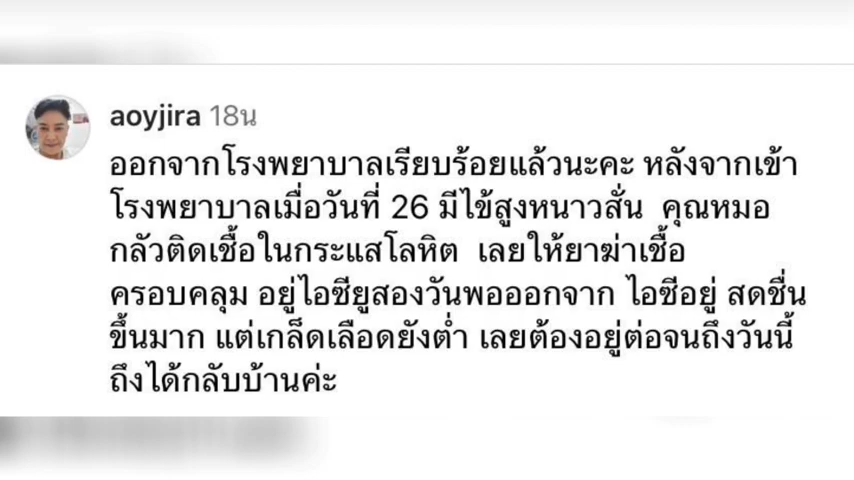 aoyjira 18น
ออกจากโรงพยาบาลเรียบร้อยแล้วนะคะ หลังจากเข้า
โรงพยาบาลเมื่อวันที่ 26 มีไข้สูงหนาวสั่น คุณหมอ
กลัวติดเชื้อในกระแสโลหิต เลยให้ยาฆ่าเชื้อ
ครอบคลุม อยู่ไอซียูสองวันพอออกจาก ไอซีอยู่ สดชื่น
ขึ้นมาก แต่เกล็ดเลือดยังต่ำ เลยต้องอยู่ต่อจนถึงวันนี้
ถึงได้กลับบ้านค่ะ